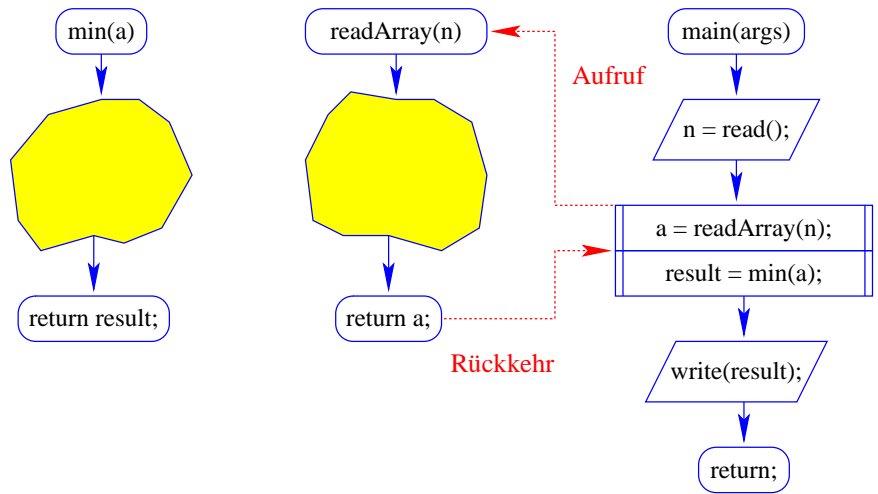 min(a)
readArray(n)
main(args)
Aufruf
n = read();
a = readArray(n);
result = min(a);
return result;
return a;
Rückkehr
write(result);
return;